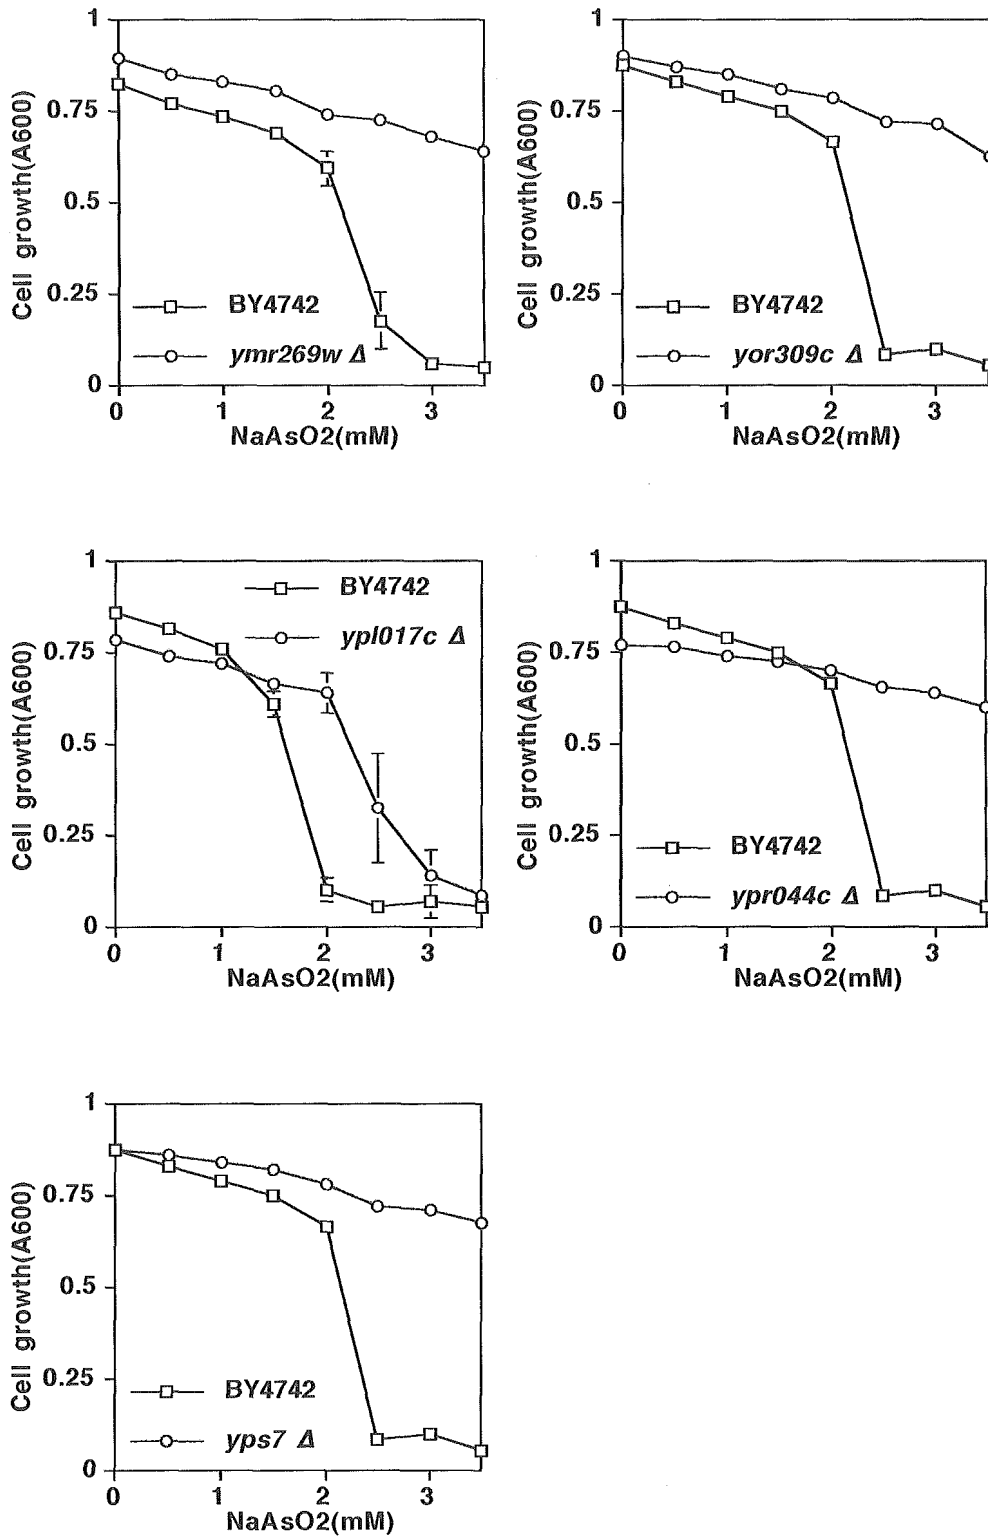 1
0.75
0.5
0.25
0
Cell growth(A600)
BY4742
ymr269w Δ
0 1 2 3
NaAsO2(mM)
1
0.75
0.5
0.25
0
Cell growth(A600)
BY4742
yor309c Δ
0 1 2 3
NaAsO2(mM)
1
0.75
0.5
0.25
0
Cell growth(A600)
BY4742
ypl017c Δ
0 1 2 3
NaAsO2(mM)
1
0.75
0.5
0.25
0
Cell growth(A600)
BY4742
ypr044c Δ
0 1 2 3
NaAsO2(mM)
1
0.75
0.5
0.25
0
Cell growth(A600)
BY4742
yps7 Δ
0 1 2 3
NaAsO2(mM)